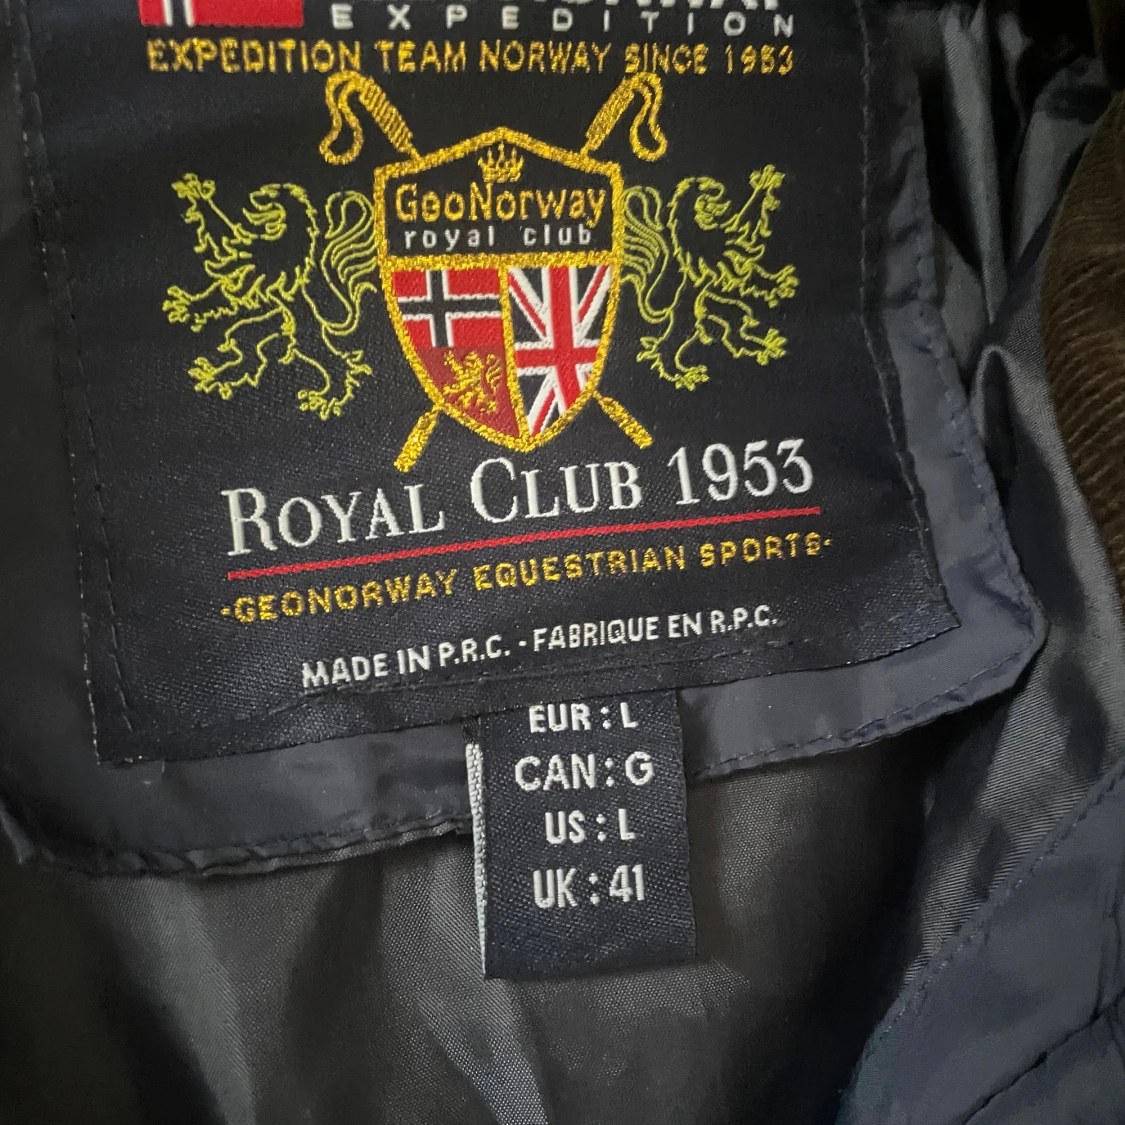 EXPEDITION
EXPEDITION TEAM NORWAY SINCE 1953
GeoNorway
royal club
ROYAL CLUB 1953
-GEONORWAY EQUESTRIAN SPORTS-
MADE IN P.R.C. - FABRIQUE EN R.P.C.
EUR : L
CAN : G
US : L
UK : 41